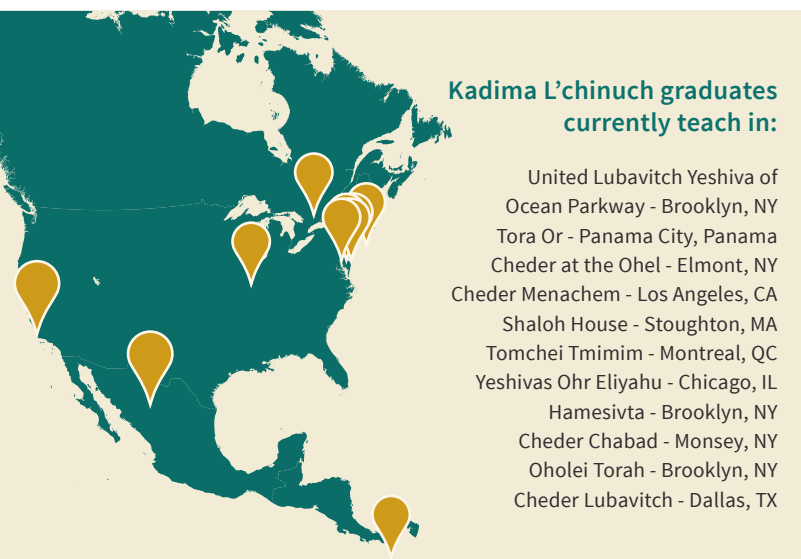 Kadima L’chinuch graduates
currently teach in:
United Lubavitch Yeshiva of
Ocean Parkway - Brooklyn, NY
Tora Or - Panama City, Panama
Cheder at the Ohel - Elmont, NY
Cheder Menachem - Los Angeles, CA
Shaloh House - Stoughton, MA
Tomchei Tmimim - Montreal, QC
Yeshivas Ohr Eliyahu - Chicago, IL
Hamesivta - Brooklyn, NY
Cheder Chabad - Monsey, NY
Oholei Torah - Brooklyn, NY
Cheder Lubavitch - Dallas, TX